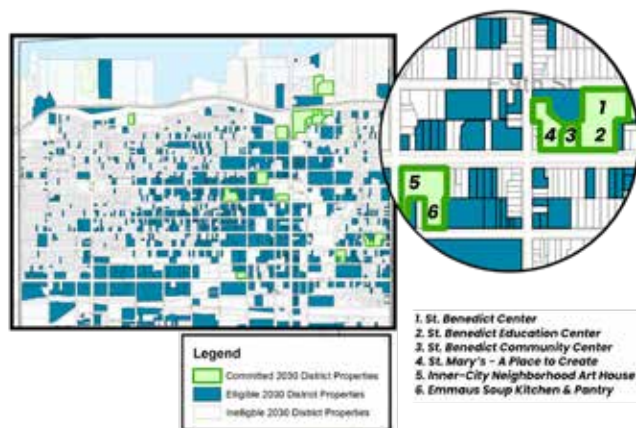 E 9th St
1
2
3
4
5
6
Legend
Committed 2030 District Properties
Eligible 2030 District Properties
Ineligible 2030 District Properties
1. St. Benedict Center
2. St. Benedict Education Center
3. St. Benedict Community Center
4. St. Mary's - A Place to Create
5. Inner-City Neighborhood Art House
6. Emmaus Soup Kitchen & Pantry